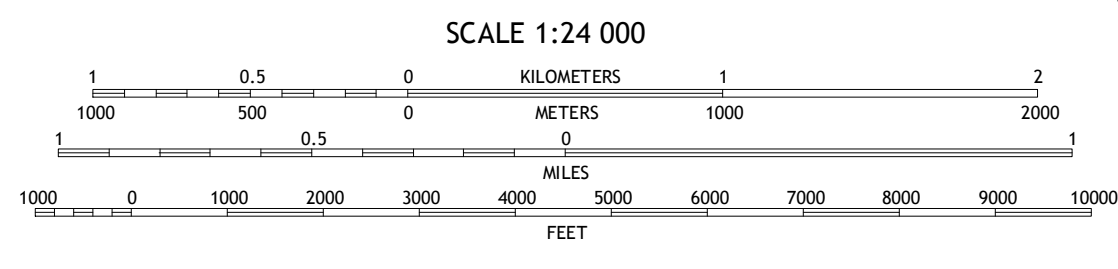 SCALE 1:24 000
1 0.5 0 KILOMETERS 1 2
1000 500 0 METERS 1000 2000
1 0.5 0 1
MILES
1000 0 1000 2000 3000 4000 5000 6000 7000 8000 9000 10000
FEET